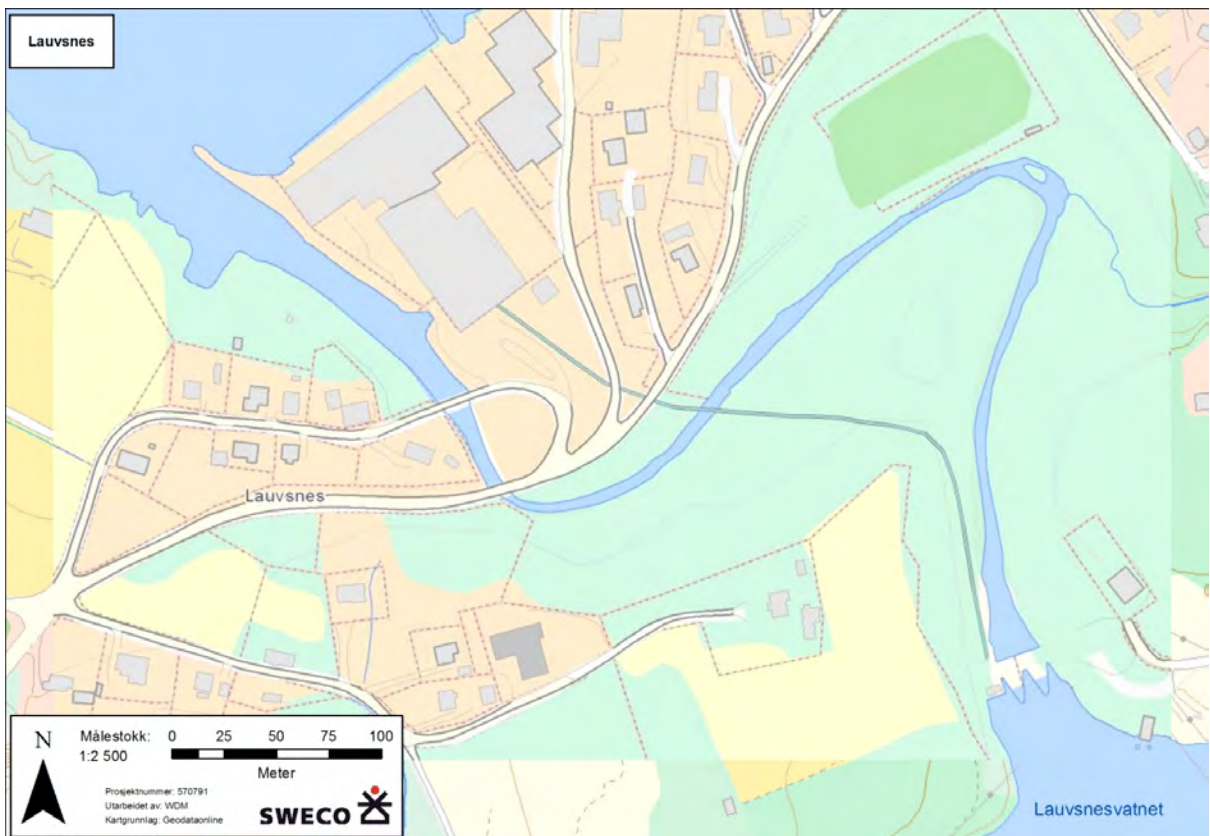 Lauvsnes
Lauvsnes
N
Målestokk: 0 25 50 75 100
1:2 500
Meter
Prosjektnummer: 570791
Utarbeidet av: WDM
Kartgrunnlag: Geodataonline
SWECO
Lauvsnesvatnet